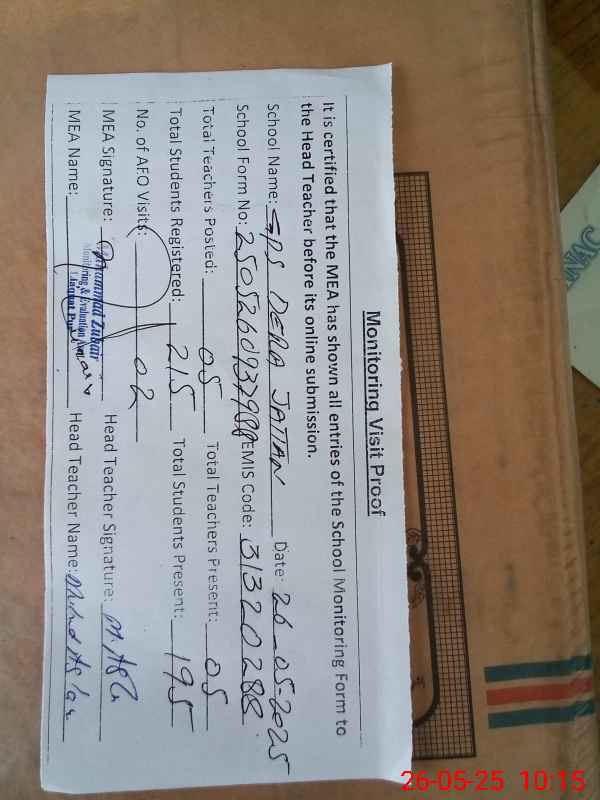 Monitoring Visit Proof
It is certified that the MEA has shown all entries of the School Monitoring Form to
the Head Teacher before its online submission.
School Name: GPS DERA JATTAN Date: 26-05-2025
School Form No: EMIS Code: 31320288
Total Teachers Posted: 05 Total Teachers Present: 05
Total Students Registered: 215 Total Students Present: 195
No. of AEO Visits: 02
MEA Signature: Head Teacher Signature:
Muhammad Zubair
Monitoring & Evaluation
MEA Name: Head Teacher Name:
26-05-25 10:15